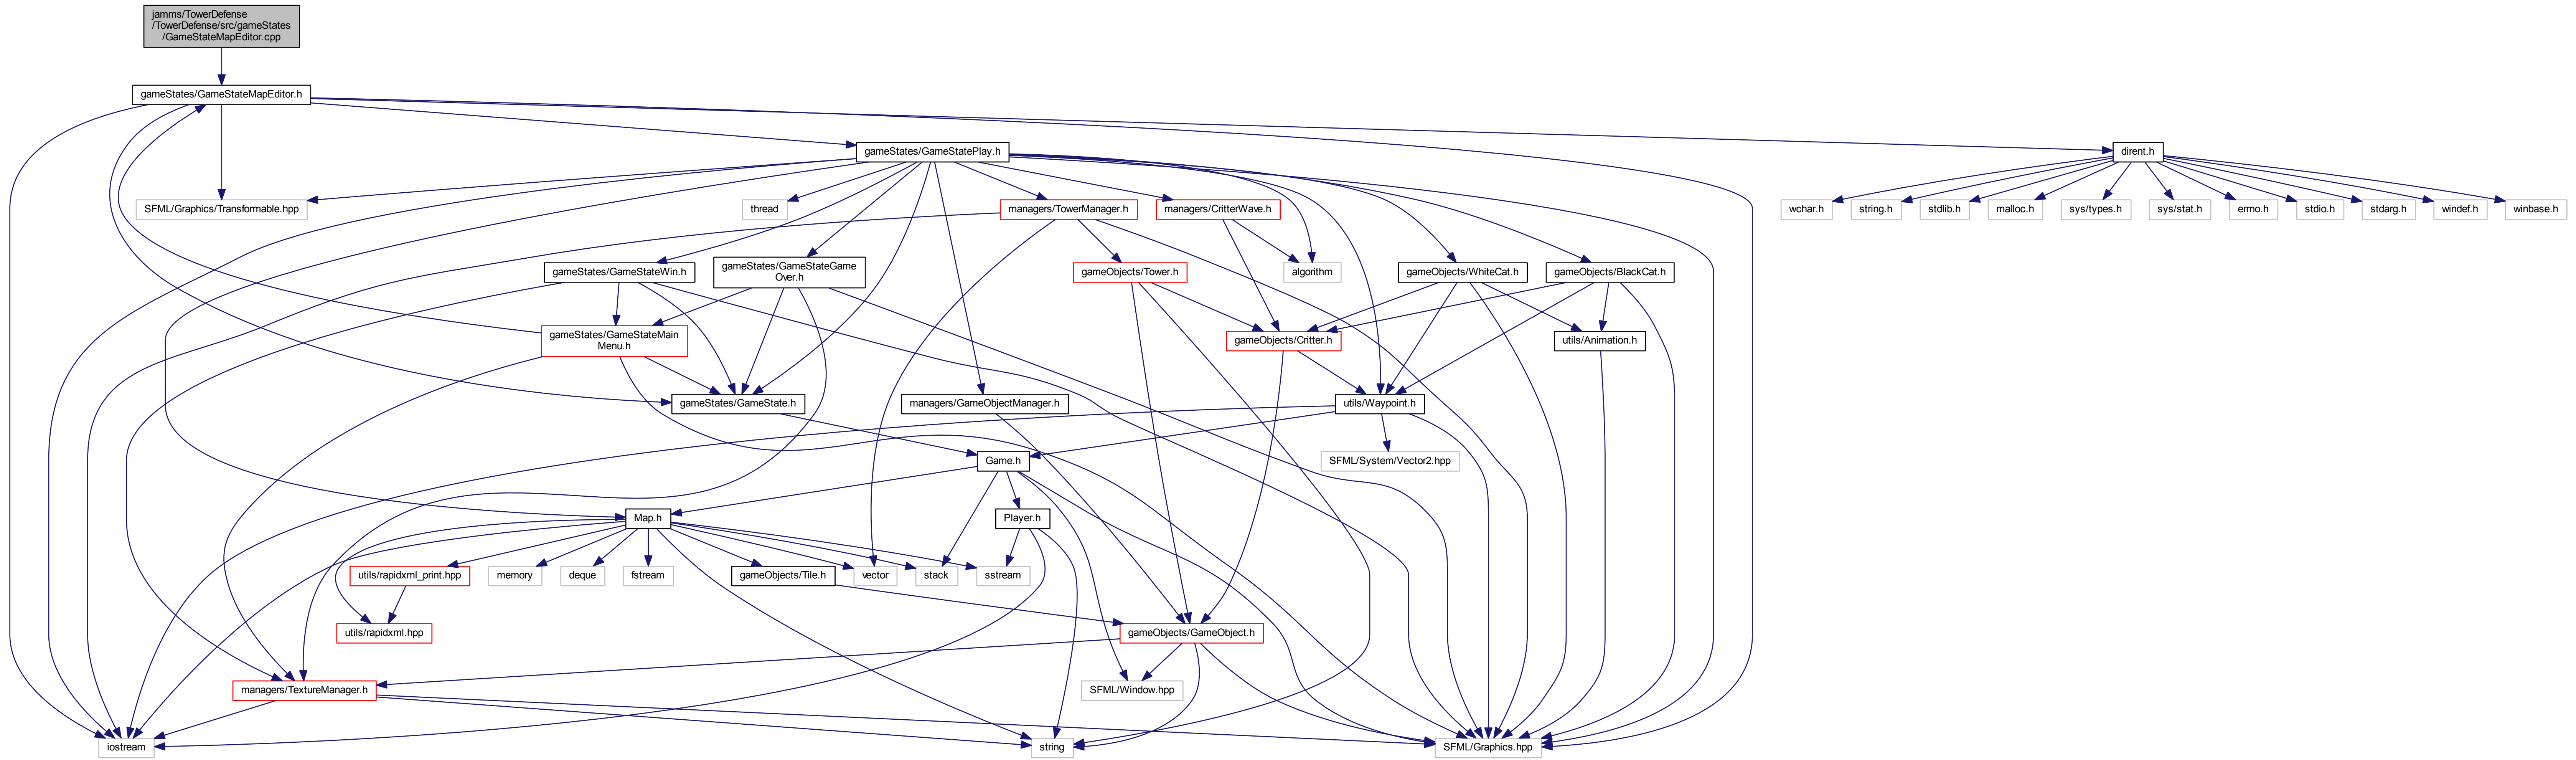 jamms/TowerDefense
/TowerDefense/src/gameStates
/GameStateMapEditor.cpp
gameStates/GameStateMapEditor.h
gameStates/GameStatePlay.h
dirent.h
SFML/Graphics/Transformable.hpp
thread
managers/TowerManager.h
managers/CritterWave.h
wchar.h
string.h
stdlib.h
malloc.h
sys/types.h
sys/stat.h
errno.h
stdio.h
stdarg.h
windef.h
winbase.h
gameStates/GameStateWin.h
gameStates/GameStateGame
Over.h
gameObjects/Tower.h
algorithm
gameObjects/WhiteCat.h
gameObjects/BlackCat.h
gameStates/GameStateMain
Menu.h
gameObjects/Critter.h
utils/Animation.h
gameStates/GameState.h
managers/GameObjectManager.h
utils/Waypoint.h
Game.h
SFML/System/Vector2.hpp
Map.h
Player.h
utils/rapidxml_print.hpp
memory
deque
fstream
gameObjects/Tile.h
vector
stack
sstream
utils/rapidxml.hpp
gameObjects/GameObject.h
managers/TextureManager.h
SFML/Window.hpp
iostream
string
SFML/Graphics.hpp